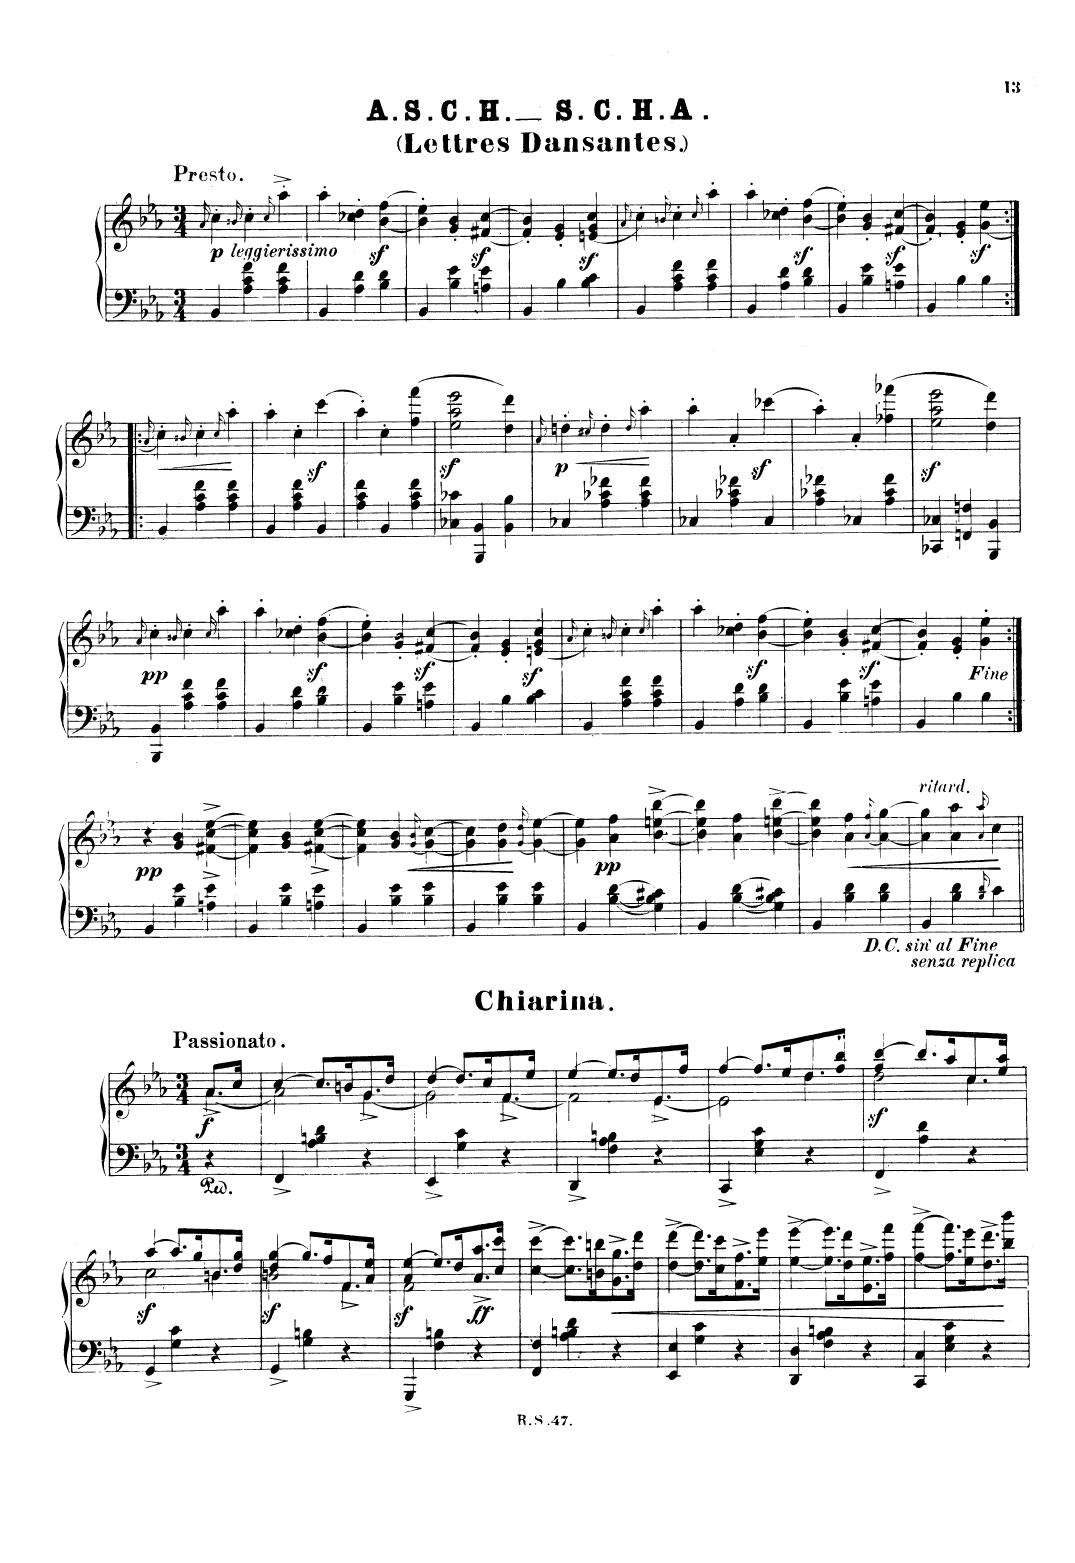 13
A.S.C.H. — S.C.H.A.
(Lettres Dansantes.)
Presto.
p leggierissimo
sf sf sf sf sf sf
sf sf p sf sf
pp sf sf sf sf sf Fine
ritard.
pp pp
D.C. sin al Fine
senza replica
Chiarina.
Passionato.
f sf
Ped.
sf sf sf ff
R.S.47.